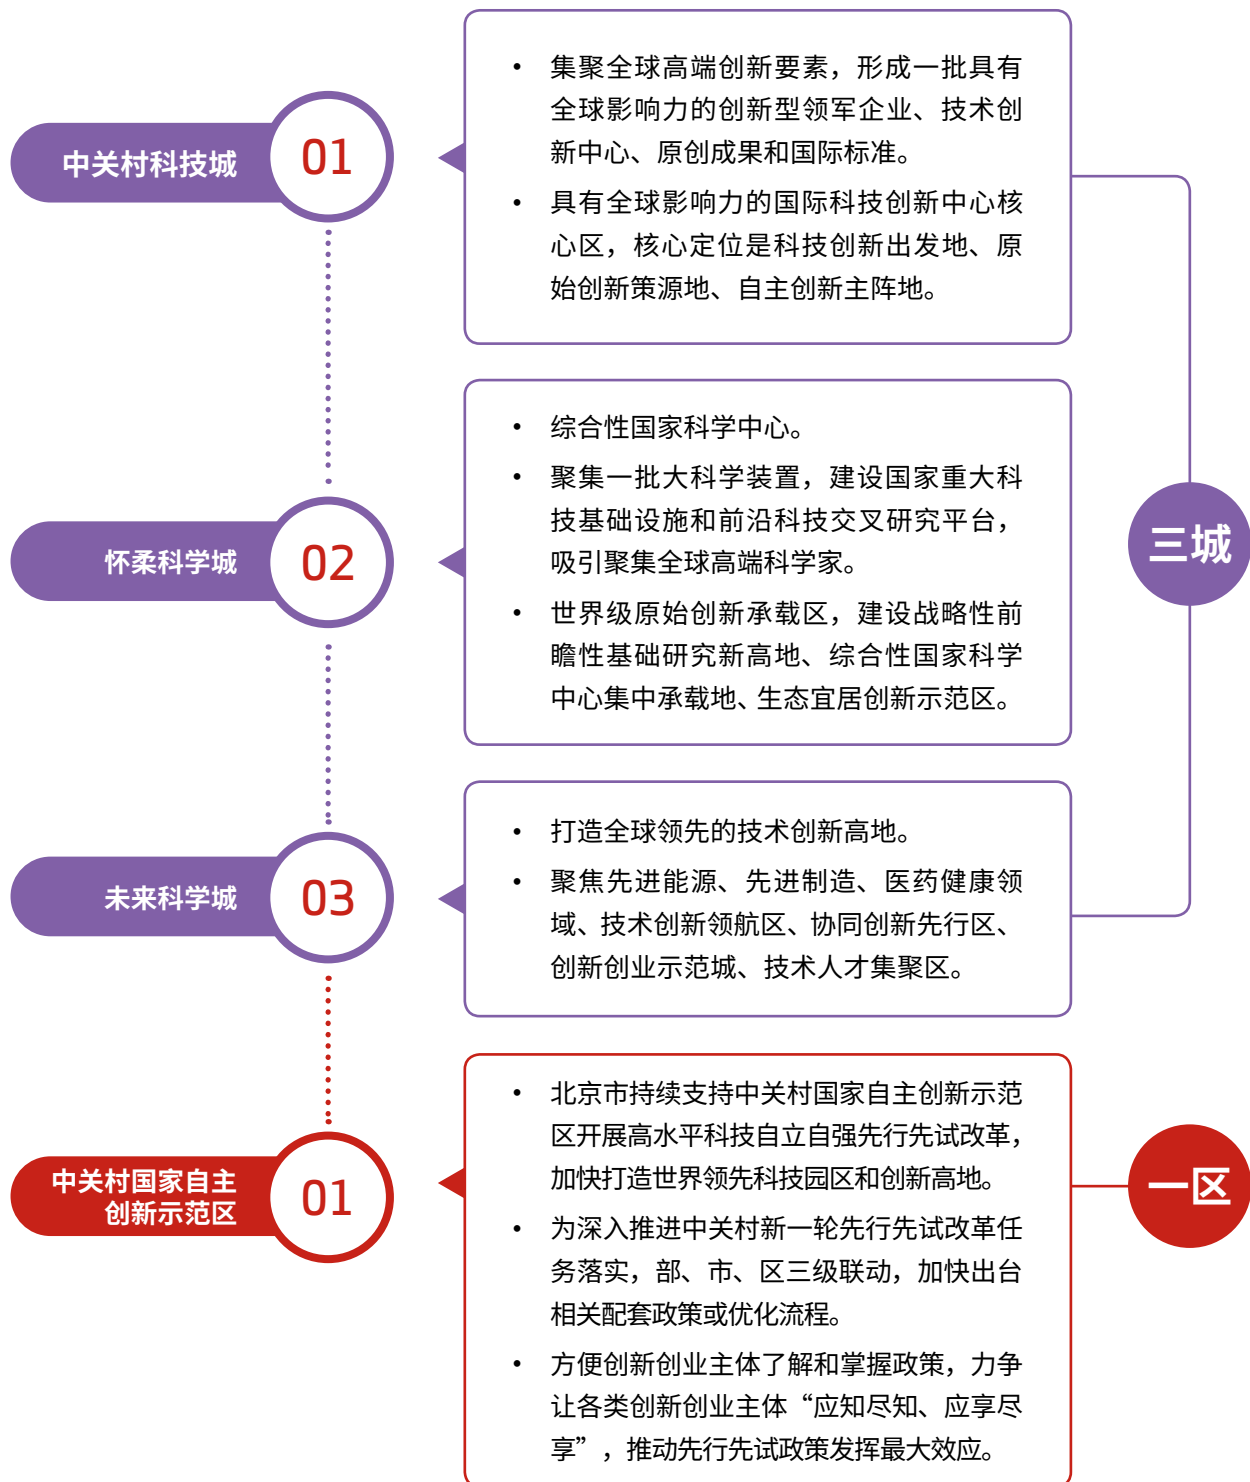 中关村科技城
01
• 集聚全球高端创新要素，形成一批具有
全球影响力的创新型领军企业、技术创
新中心、原创成果和国际标准。
• 具有全球影响力的国际科技创新中心核
心区，核心定位是科技创新出发地、原
始创新策源地、自主创新主阵地。
怀柔科学城
02
• 综合性国家科学中心。
• 聚集一批大科学装置，建设国家重大科
技基础设施和前沿科技交叉研究平台，
吸引聚集全球高端科学家。
• 世界级原始创新承载区，建设战略性前
瞻性基础研究新高地、综合性国家科学
中心集中承载地、生态宜居创新示范区。
三城
未来科学城
03
• 打造全球领先的技术创新高地。
• 聚焦先进能源、先进制造、医药健康领
域、技术创新领航区、协同创新先行区、
创新创业示范城、技术人才集聚区。
中关村国家自主
创新示范区
01
• 北京市持续支持中关村国家自主创新示范
区开展高水平科技自立自强先行先试改革，
加快打造世界领先科技园区和创新高地。
• 为深入推进中关村新一轮先行先试改革任
务落实，部、市、区三级联动，加快出台
相关配套政策或优化流程。
• 方便创新创业主体了解和掌握政策，力争
让各类创新创业主体“应知尽知、应享尽
享”，推动先行先试政策发挥最大效应。
一区